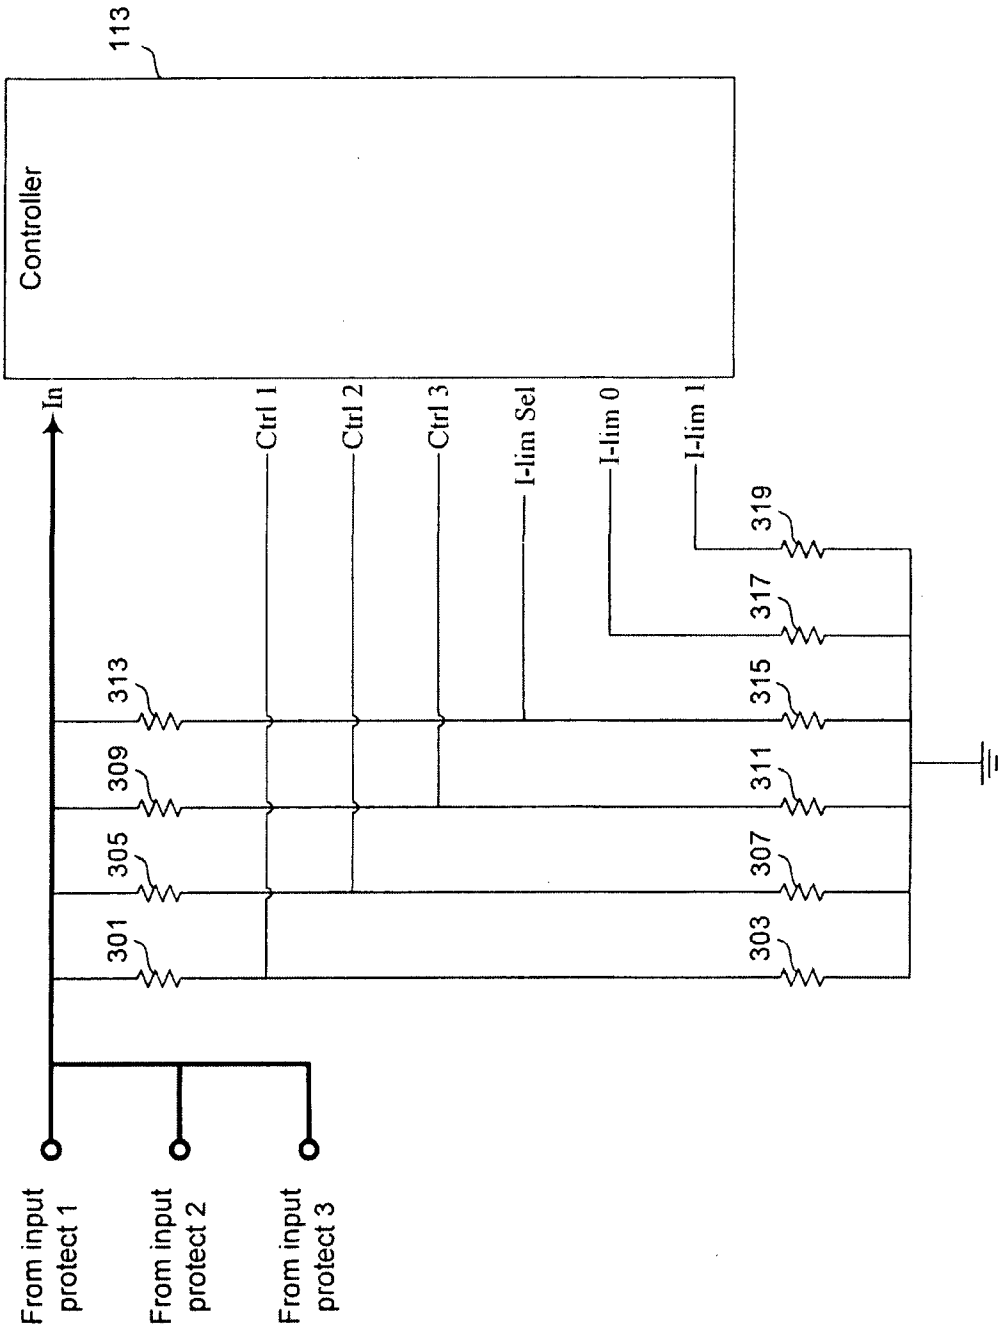 Controller
113
In
Ctrl 1
Ctrl 2
Ctrl 3
I-lim Sel
I-lim 0
I-lim 1
313
309
305
301
319
317
315
311
307
303
From input
protect 1
From input
protect 2
From input
protect 3